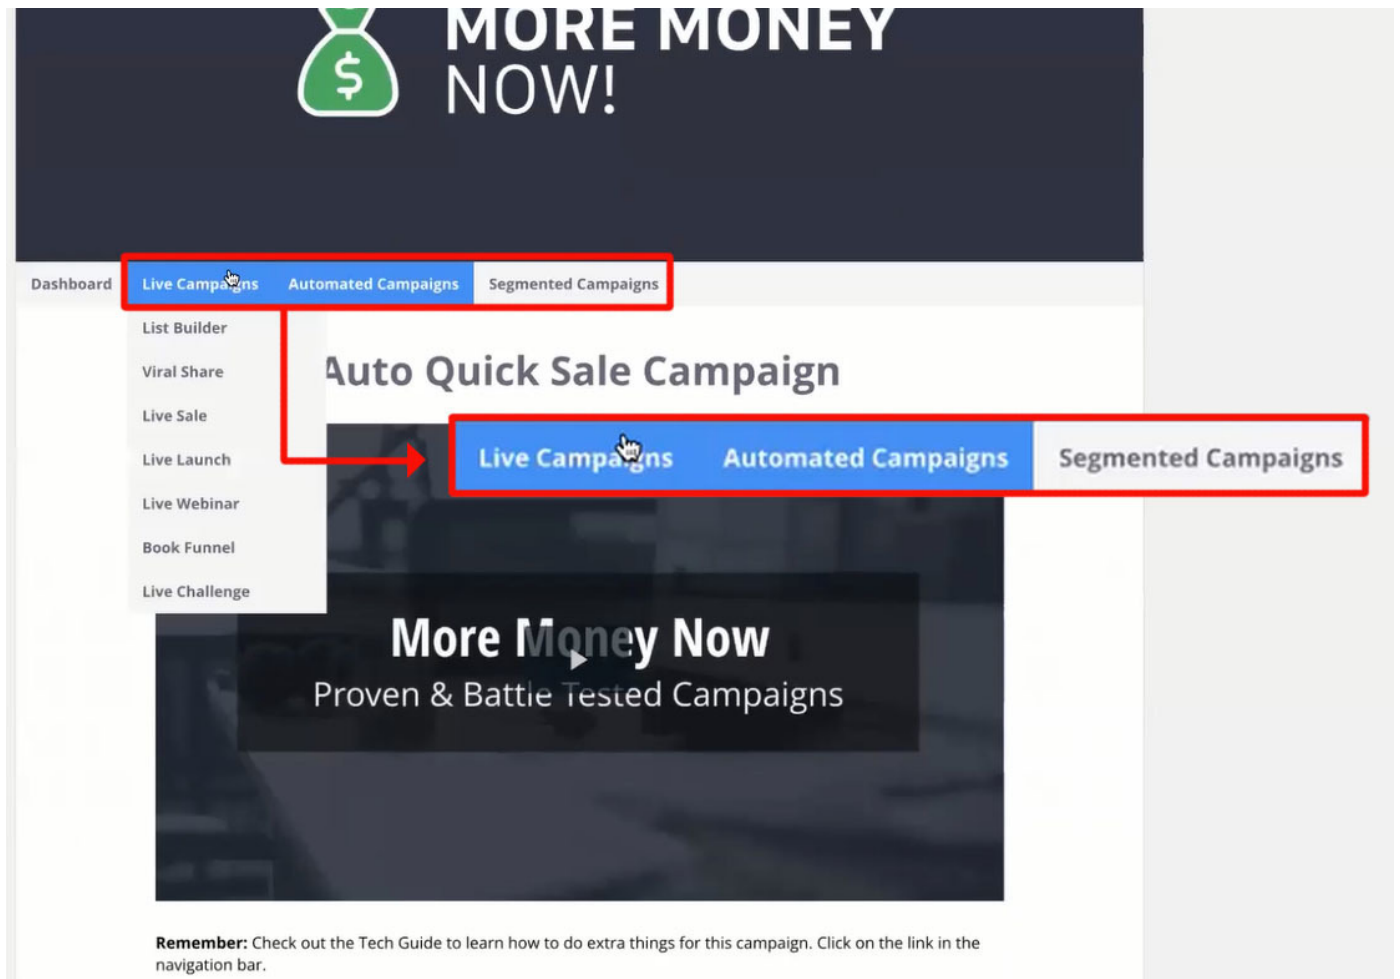 MORE MONEY
NOW!
$
Dashboard Live Campaigns Automated Campaigns Segmented Campaigns
List Builder
Viral Share
Live Sale
Live Launch
Live Webinar
Book Funnel
Live Challenge
Auto Quick Sale Campaign
Live Campaigns Automated Campaigns Segmented Campaigns
More Money Now
Proven & Battle Tested Campaigns
Remember: Check out the Tech Guide to learn how to do extra things for this campaign. Click on the link in the
navigation bar.